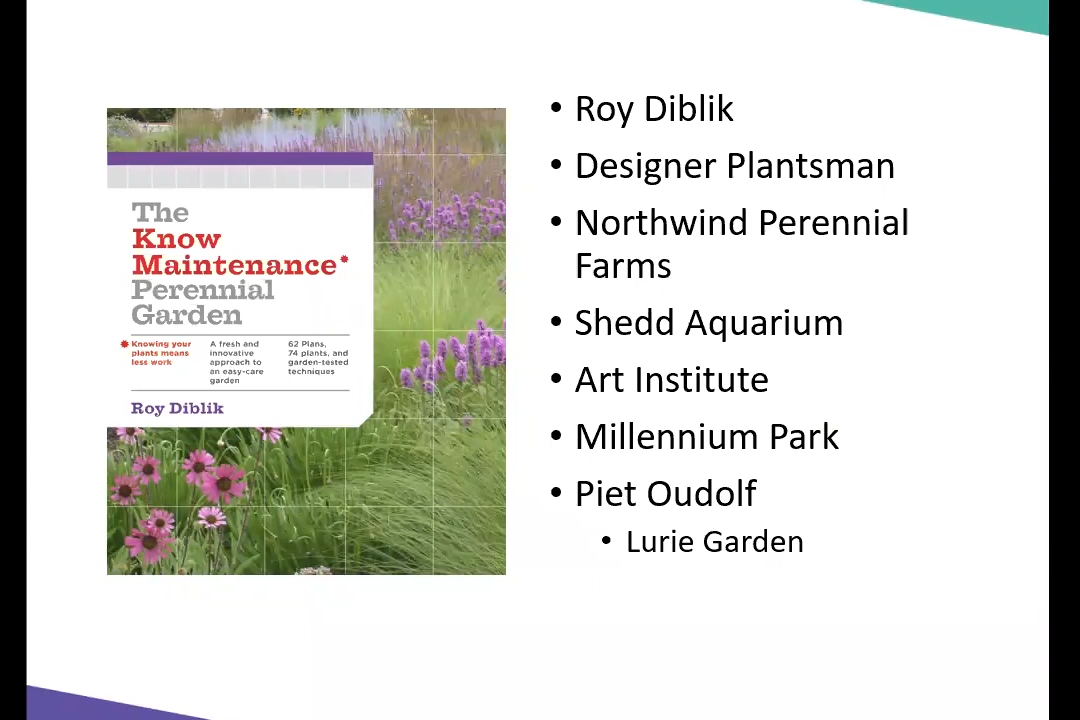 The
Know
Maintenance*
Perennial
Garden
* Knowing your
plants means
less work
A fresh and
innovative
approach to
an easy-care
garden
62 Plans,
74 plants, and
garden-tested
techniques
Roy Diblik
• Roy Diblik
• Designer Plantsman
• Northwind Perennial
Farms
• Shedd Aquarium
• Art Institute
• Millennium Park
• Piet Oudolf
• Lurie Garden